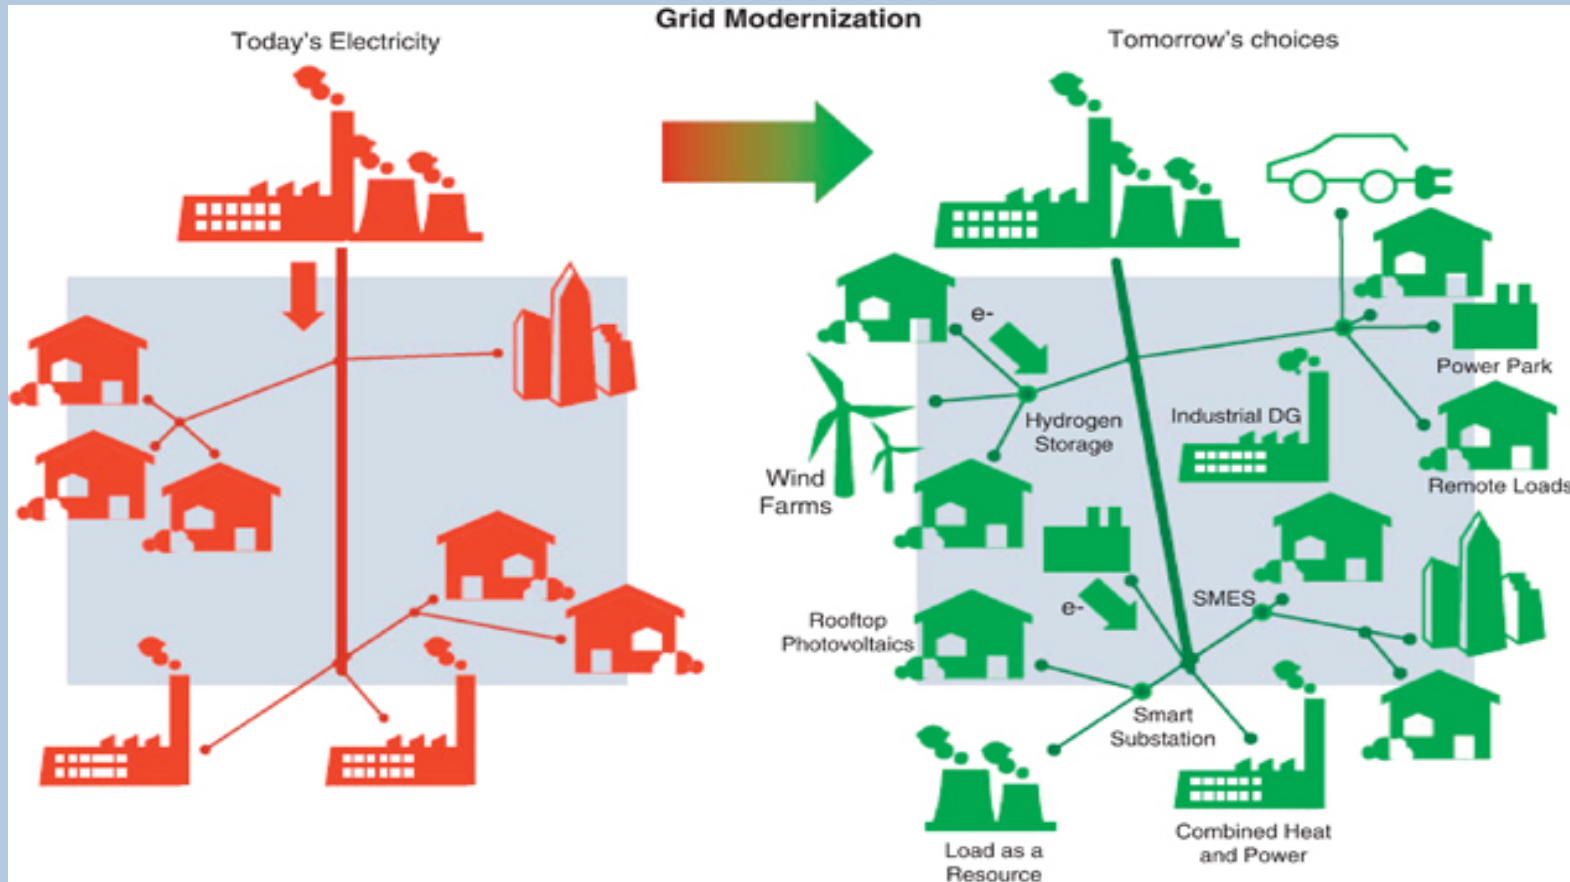 Grid Modernization
Today's Electricity
Tomorrow's choices
e-
Power Park
Hydrogen
Storage
Industrial DG
Wind
Farms
Remote Loads
SMES
e-
Rooftop
Photovoltaics
Smart
Substation
Combined Heat
and Power
Load as a
Resource